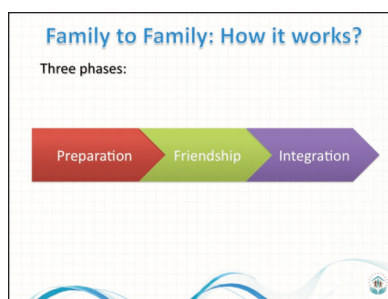 Family to Family: How it works?
Three phases:
Preparation Friendship Integration